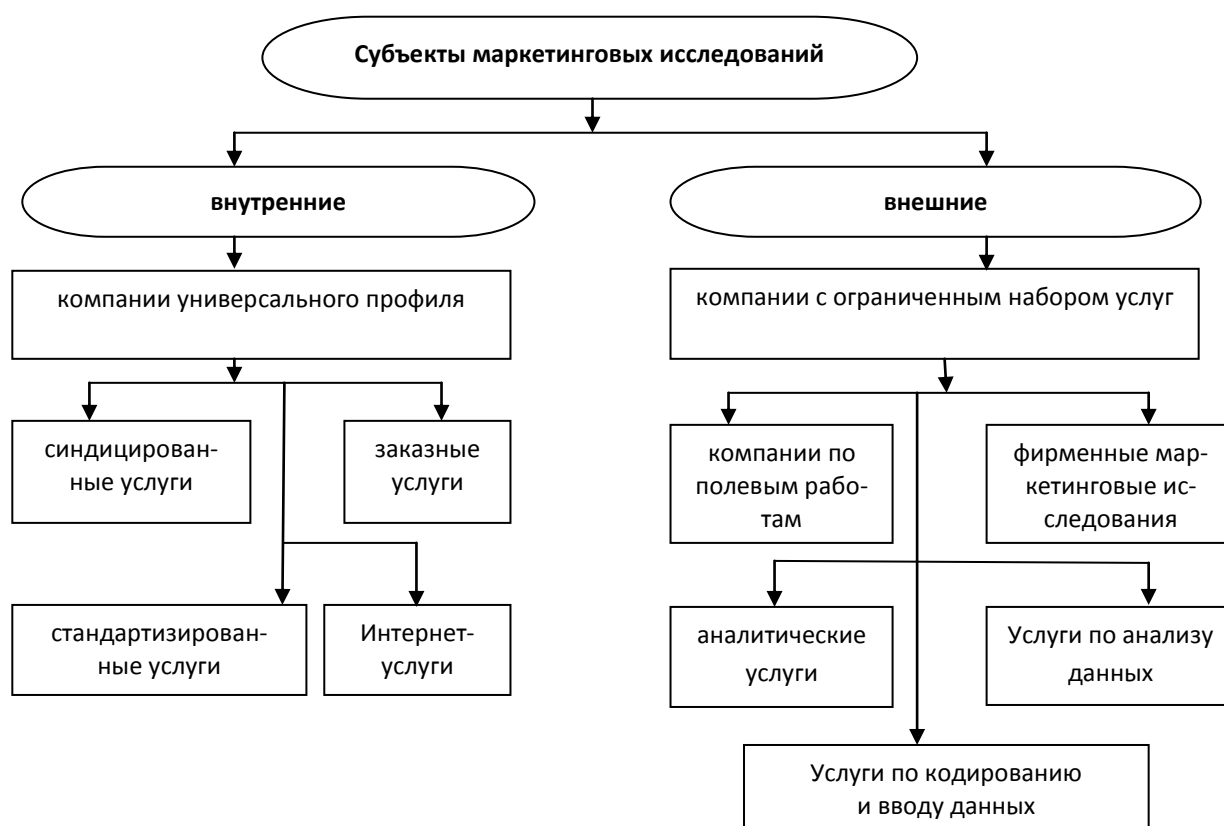 Субъекты маркетинговых исследований
внутренние
внешние
компании универсального профиля
компании с ограниченным набором услуг
синдицирован-
ные услуги
заказные
услуги
компании по
полевым рабо-
там
фирменные мар-
кетинговые ис-
следования
стандартизирован-
ные услуги
Интернет-
услуги
аналитические
услуги
Услуги по анализу
данных
Услуги по кодированию
и вводу данных